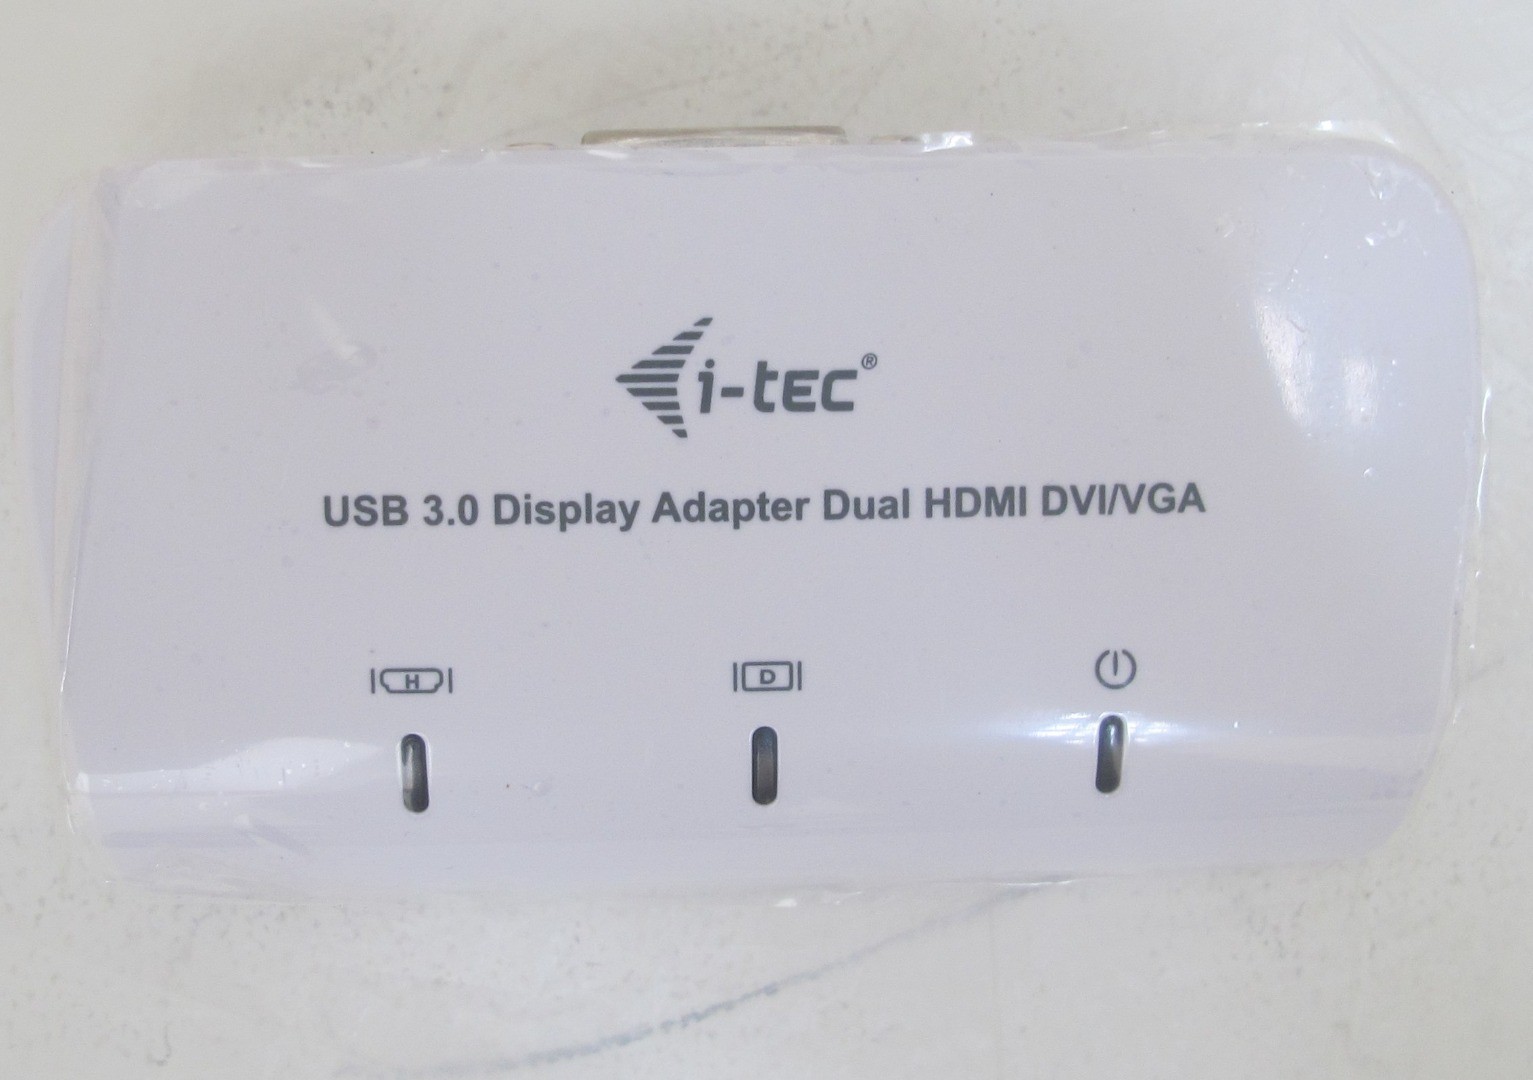 i-tec®
USB 3.0 Display Adapter Dual HDMI DVI/VGA
H D